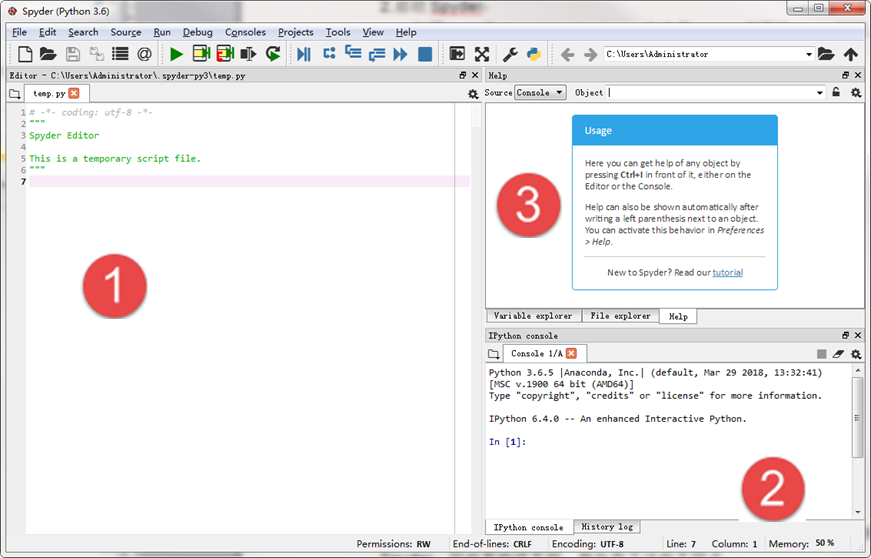 2.启动 Spyder-
Spyder (Python 3.6)
File Edit Search Source Run Debug Consoles Projects Tools View Help
C:\Users\Administrator
Editor - C:\Users\Administrator\.spyder-py3\temp.py
temp.py
1 # -*- coding: utf-8 -*-
2 """
3 Spyder Editor
4
5 This is a temporary script file.
6 """
7
1
Help
Source Console Object
Usage
Here you can get help of any object by
pressing Ctrl+I in front of it, either on the
Editor or the Console.
Help can also be shown automatically after
writing a left parenthesis next to an object.
You can activate this behavior in Preferences
> Help.
New to Spyder? Read our tutorial
3
Variable explorer File explorer Help
IPython console
Console 1/A
Python 3.6.5 |Anaconda, Inc.| (default, Mar 29 2018, 13:32:41)
[MSC v.1900 64 bit (AMD64)]
Type "copyright", "credits" or "license" for more information.
IPython 6.4.0 -- An enhanced Interactive Python.
In [1]:
2
IPython console History log
Permissions: RW End-of-lines: CRLF Encoding: UTF-8 Line: 7 Column: 1 Memory: 50 %